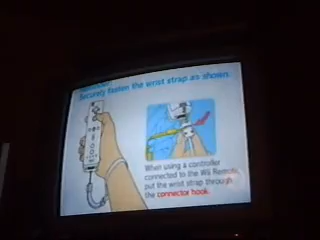 Securely fasten the wrist strap as shown.
When using a controller
connected to the Wii Remote,
put the wrist strap through
the connector hook.